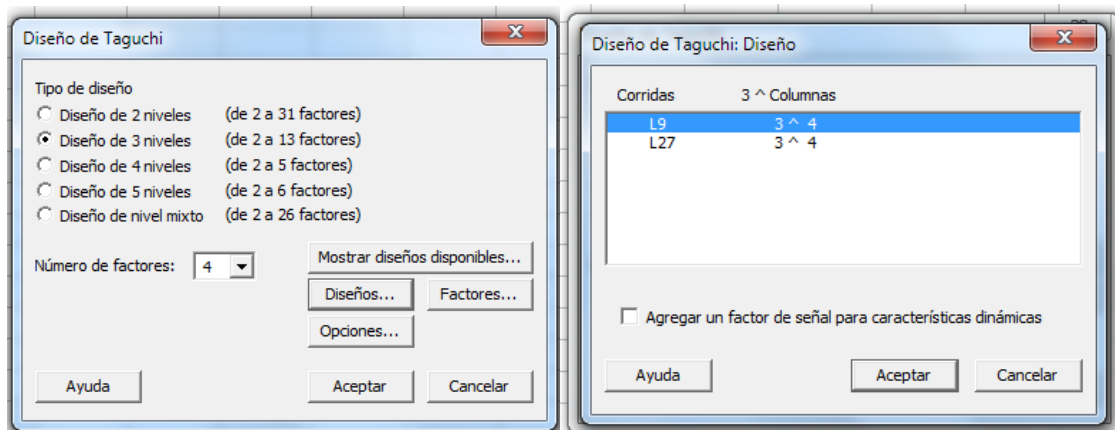 Diseño de Taguchi
Tipo de diseño
Diseño de 2 niveles (de 2 a 31 factores)
Diseño de 3 niveles (de 2 a 13 factores)
Diseño de 4 niveles (de 2 a 5 factores)
Diseño de 5 niveles (de 2 a 6 factores)
Diseño de nivel mixto (de 2 a 26 factores)
Número de factores: 4
Mostrar diseños disponibles...
Diseños... Factores...
Opciones...
Ayuda Aceptar Cancelar
Diseño de Taguchi: Diseño
Corridas 3 ^ Columnas
L9 3 ^ 4
L27 3 ^ 4
Agregar un factor de señal para características dinámicas
Ayuda Aceptar Cancelar